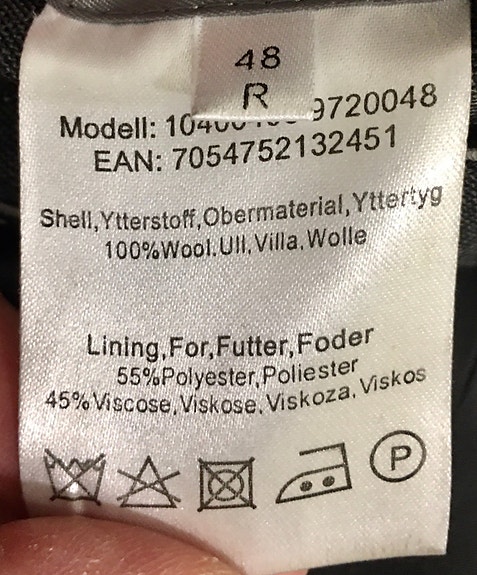 48
R
Modell: 9720048
EAN: 7054752132451
Shell,Ytterstoff,Obermaterial,Yttertyg
100%Wool.Ull,Villa,Wolle
Lining,For,Futter,Foder
55%Polyester,Poliester
45%Viscose,Viskose,Viskoza,Viskos
P